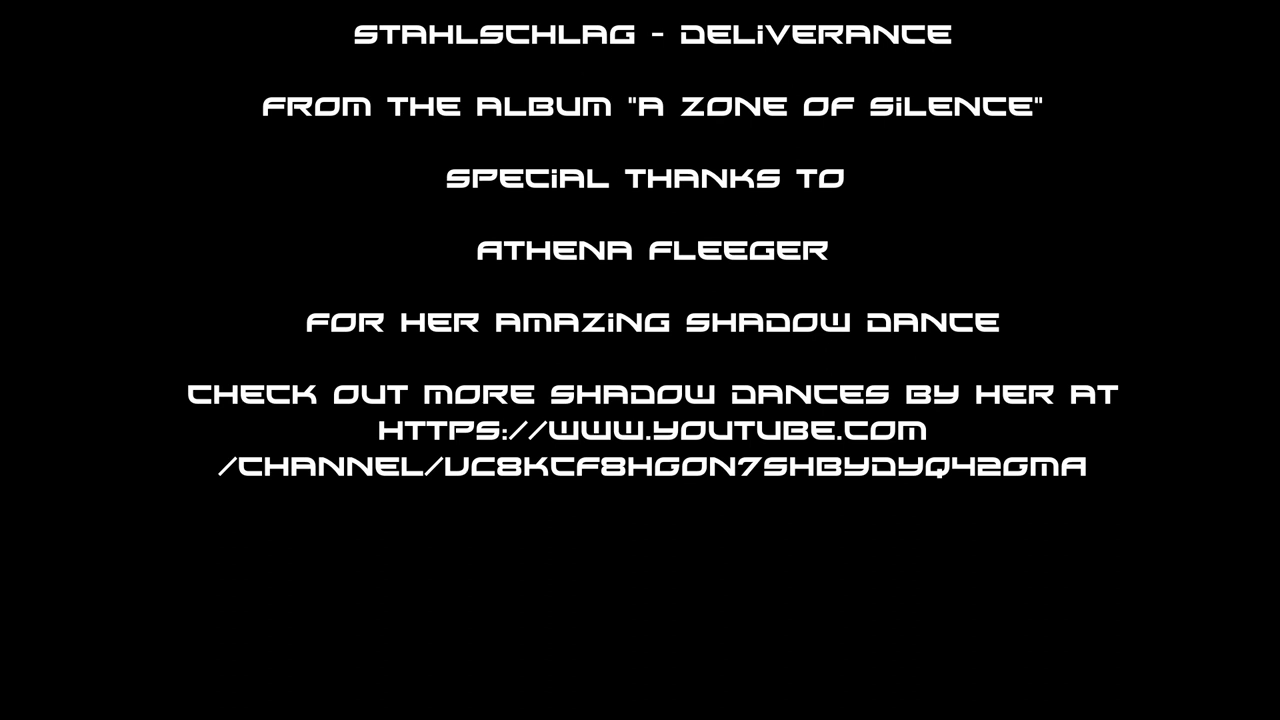 STAHLSCHLAG - DELIVERANCE
FROM THE ALBUM "A ZONE OF SILENCE"
SPECIAL THANKS TO
ATHENA FLEEGER
FOR HER AMAZING SHADOW DANCE
CHECK OUT MORE SHADOW DANCES BY HER AT
HTTPS://WWW.YOUTUBE.COM
/CHANNEL/UC8KCF8HGON7SHBYDYQ42GMA